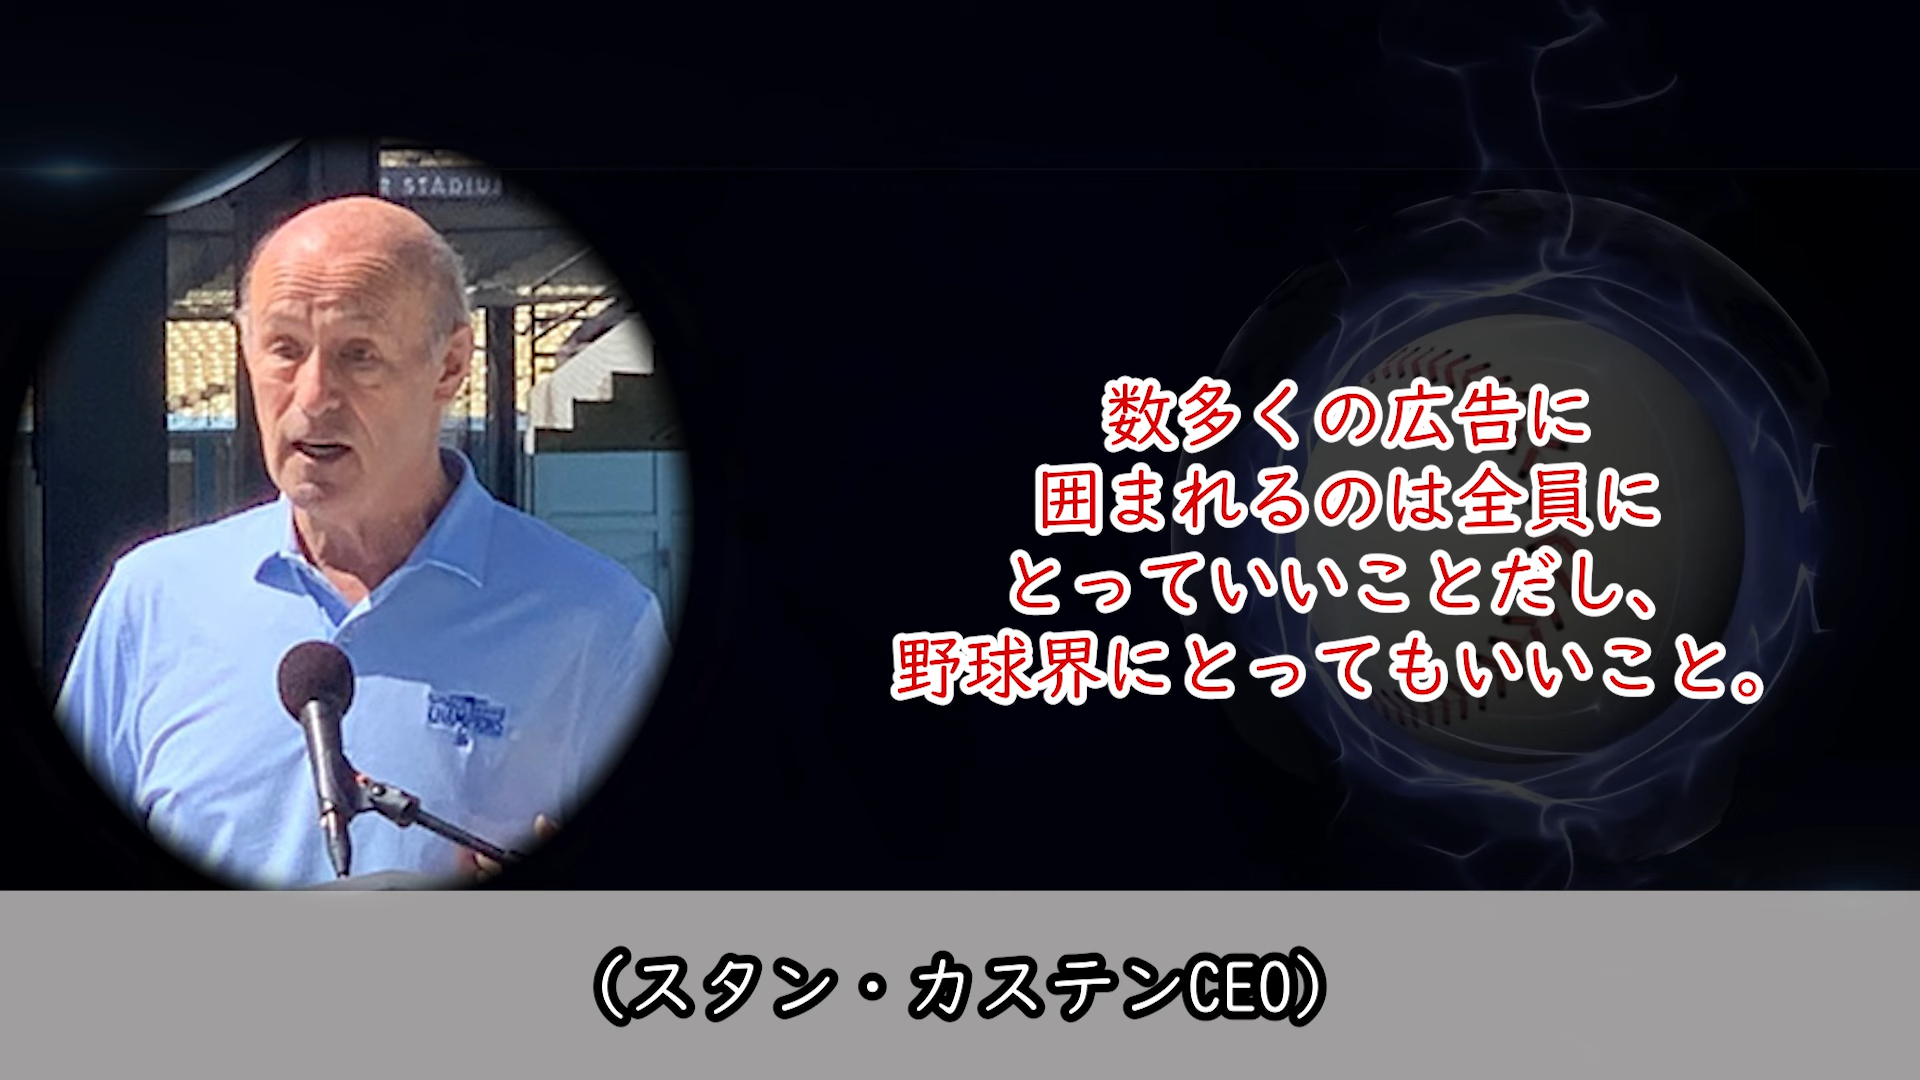 R STADIU
数多くの広告に
囲まれるのは全員に
とっていいことだし、
野球界にとってもいいこと。
CHAMPIONS
(スタン・カステンCEO)